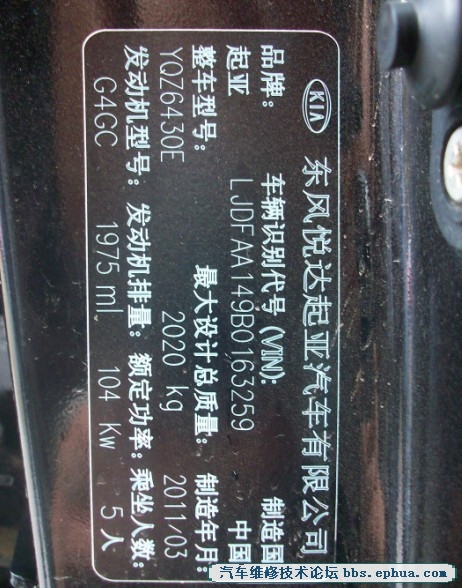 KIA 东风悦达起亚汽车有限公司
品牌: 车辆识别代号(VIN): 制造国
起亚 LJDFAA149B0163259 中国
整车型号: 最大设计总质量: 制造年月:
YQZ6430E 2020 kg 2011/03
发动机型号: 发动机排量: 额定功率: 乘坐人数:
G4GC 1975 ml 104 Kw 5人
汽车维修技术论坛 bbs.ephua.com